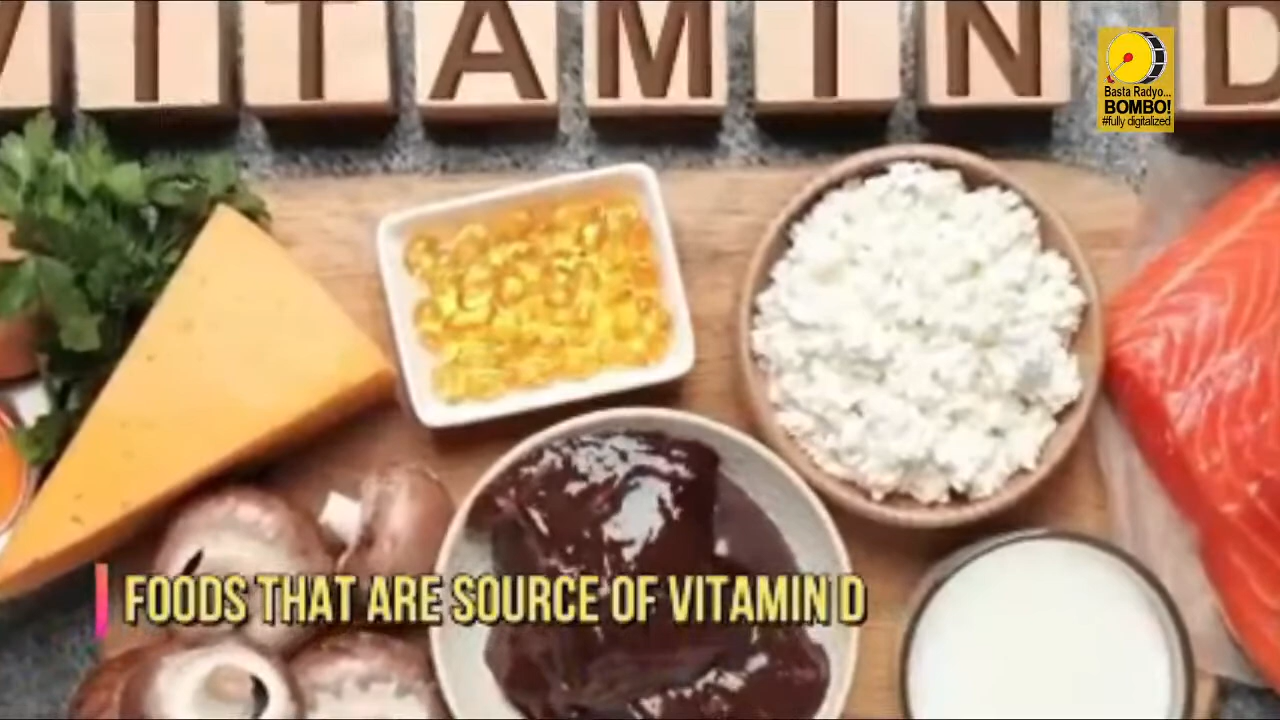 VITAMIN D
Basta Radyo...
BOMBO!
#fully digitalized
FOODS THAT ARE SOURCE OF VITAMIN D